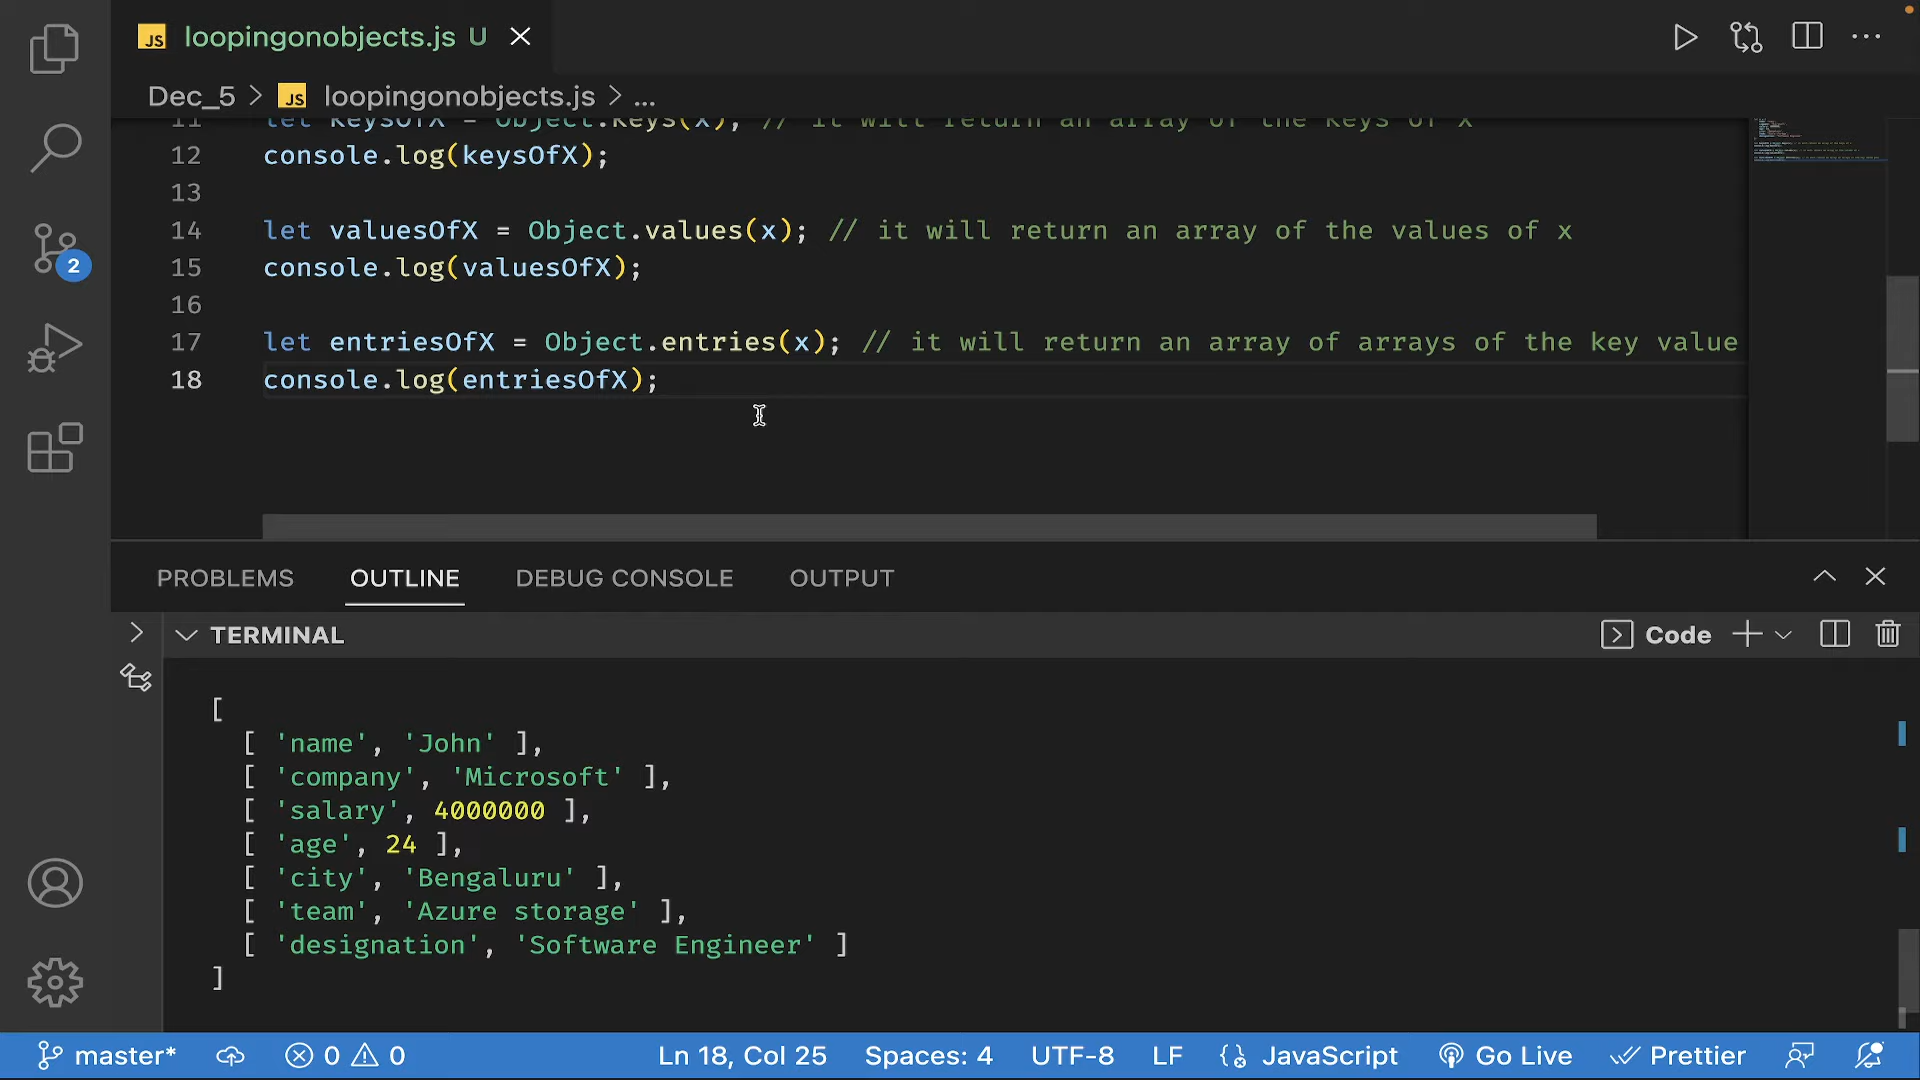 JS loopingonobjects.js U
Dec_5 > JS loopingonobjects.js > ...
11 let keysOfX = Object.keys(x); // it will return an array of the keys of x
12 console.log(keysOfX);
13
14 let valuesOfX = Object.values(x); // it will return an array of the values of x
15 console.log(valuesOfX);
16
17 let entriesOfX = Object.entries(x); // it will return an array of arrays of the key value
18 console.log(entriesOfX);
2
PROBLEMS OUTLINE DEBUG CONSOLE OUTPUT
TERMINAL Code
[
[ 'name', 'John' ],
[ 'company', 'Microsoft' ],
[ 'salary', 4000000 ],
[ 'age', 24 ],
[ 'city', 'Bengaluru' ],
[ 'team', 'Azure storage' ],
[ 'designation', 'Software Engineer' ]
]
master* 0 0 Ln 18, Col 25 Spaces: 4 UTF-8 LF JavaScript Go Live Prettier